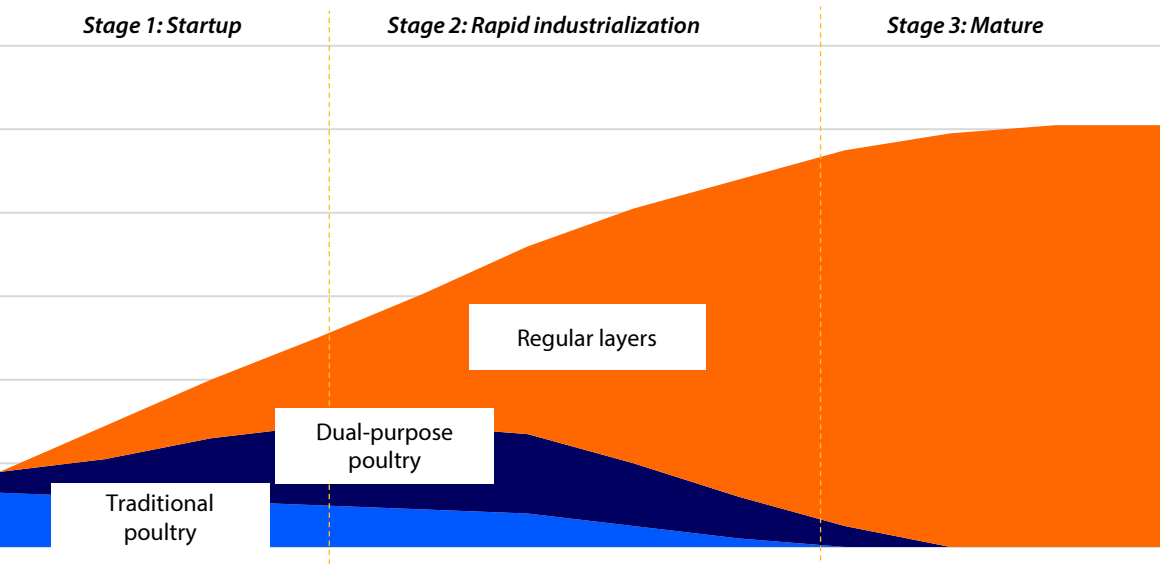 Stage 1: Startup
Stage 2: Rapid industrialization
Stage 3: Mature
Regular layers
Dual-purpose
poultry
Traditional
poultry